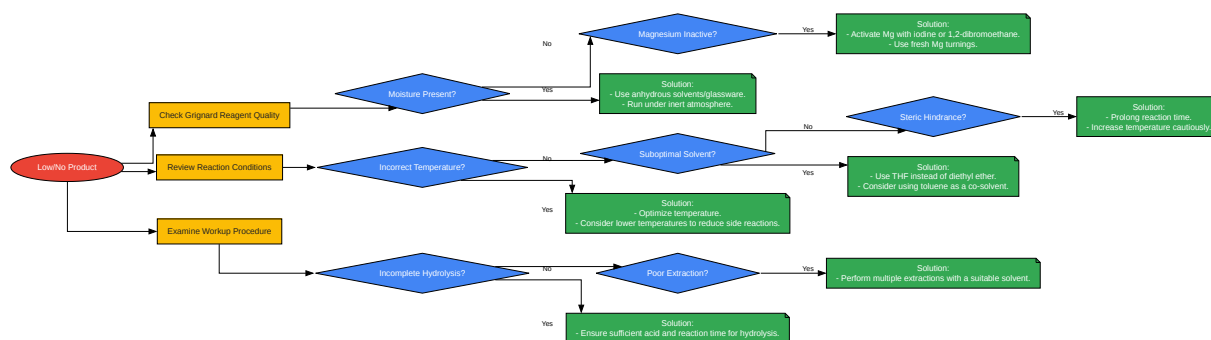 Low/No Product
Check Grignard Reagent Quality
Moisture Present?
No
Magnesium Inactive?
Yes
Solution:
- Activate Mg with iodine or 1,2-dibromoethane.
- Use fresh Mg turnings.
Yes
Solution:
- Use anhydrous solvents/glassware.
- Run under inert atmosphere.
Review Reaction Conditions
Incorrect Temperature?
No
Suboptimal Solvent?
No
Steric Hindrance?
Yes
Solution:
- Prolong reaction time.
- Increase temperature cautiously.
Yes
Solution:
- Use THF instead of diethyl ether.
- Consider using toluene as a co-solvent.
Yes
Solution:
- Optimize temperature.
- Consider lower temperatures to reduce side reactions.
Examine Workup Procedure
Incomplete Hydrolysis?
No
Poor Extraction?
Yes
Solution:
- Perform multiple extractions with a suitable solvent.
Yes
Solution:
- Ensure sufficient acid and reaction time for hydrolysis.